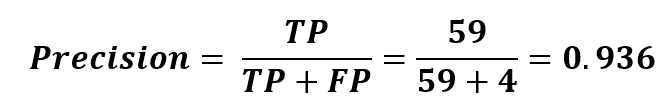 Precision = TP / TP + FP = 59 / 59 + 4 = 0.936